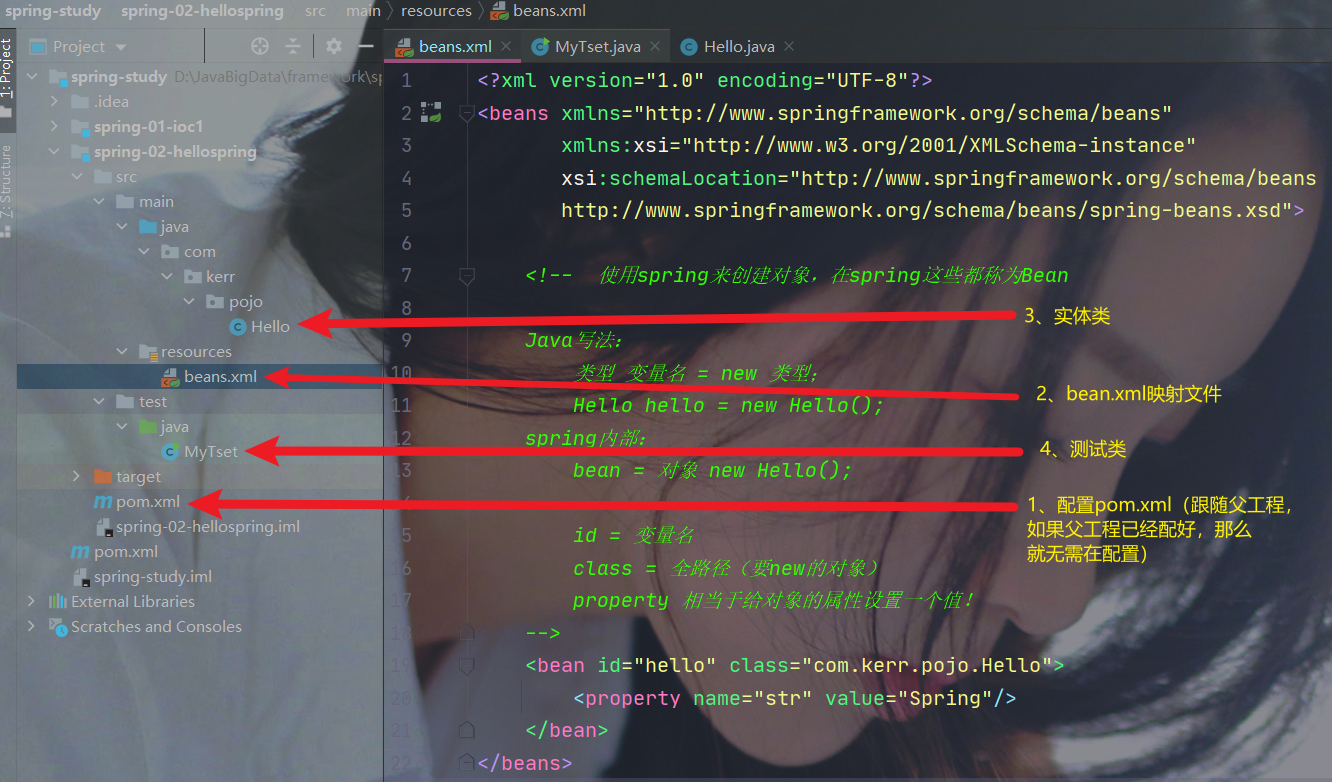 spring-study spring-02-hellospring src main resources beans.xml
Project
beans.xml MyTset.java Hello.java
1: Project
7: Structure
spring-study D:\JavaBigData\framework\sp
.idea
spring-01-ioc1
spring-02-hellospring
src
main
java
com
kerr
pojo
Hello
resources
beans.xml
test
java
MyTset
target
pom.xml
spring-02-hellospring.iml
pom.xml
spring-study.iml
External Libraries
Scratches and Consoles
1 <?xml version="1.0" encoding="UTF-8"?>
2 <beans xmlns="http://www.springframework.org/schema/beans"
3 xmlns:xsi="http://www.w3.org/2001/XMLSchema-instance"
4 xsi:schemaLocation="http://www.springframework.org/schema/beans
5 http://www.springframework.org/schema/beans/spring-beans.xsd">
6
7 <!-- 使用spring来创建对象，在spring这些都称为Bean
8
9 Java写法：
10 类型 变量名 = new 类型；
11 Hello hello = new Hello();
12 spring内部：
13 bean = 对象 new Hello();
15 id = 变量名
16 class = 全路径（要new的对象）
17 property 相当于给对象的属性设置一个值！
18 -->
19 <bean id="hello" class="com.kerr.pojo.Hello">
20 <property name="str" value="Spring"/>
21 </bean>
22 </beans>
3、实体类
2、bean.xml映射文件
4、测试类
1、配置pom.xml（跟随父工程，
如果父工程已经配好，那么
就无需在配置）